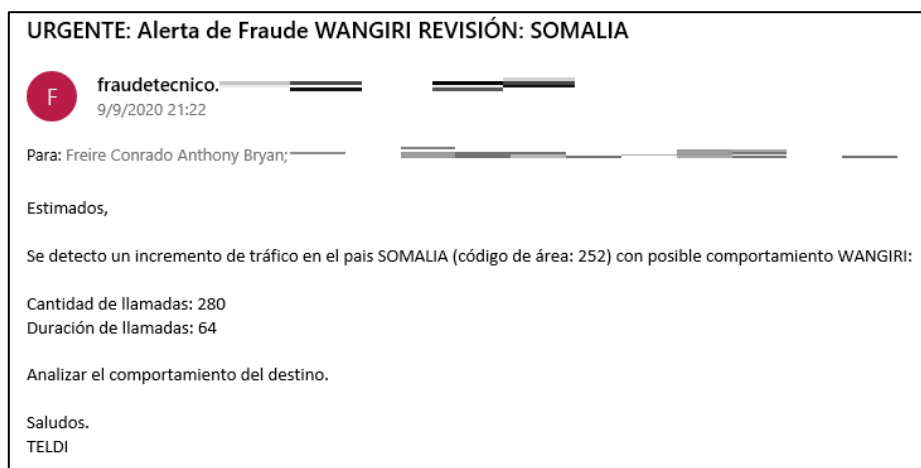 URGENTE: Alerta de Fraude WANGIRI REVISIÓN: SOMALIA
F
fraudetecnico.
9/9/2020 21:22
Para: Freire Conrado Anthony Bryan;
Estimados,
Se detecto un incremento de tráfico en el pais SOMALIA (código de área: 252) con posible comportamiento WANGIRI:
Cantidad de llamadas: 280
Duración de llamadas: 64
Analizar el comportamiento del destino.
Saludos.
TELDI